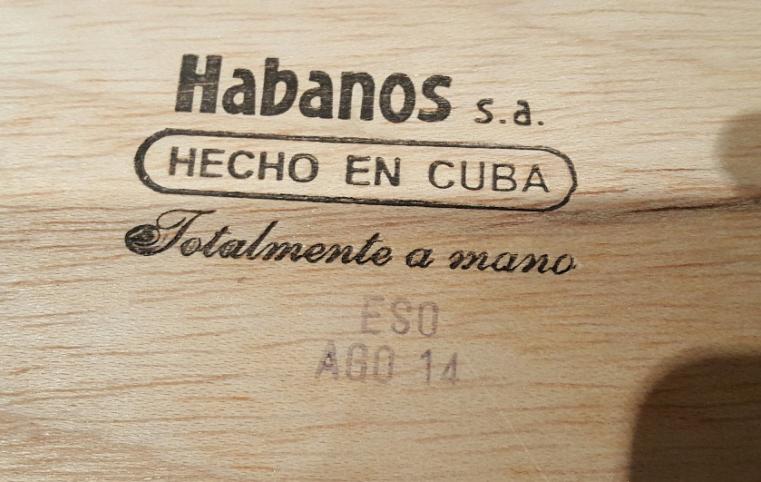 Habanos s.a.
HECHO EN CUBA
Totalmente a mano
ESO
AGO 14